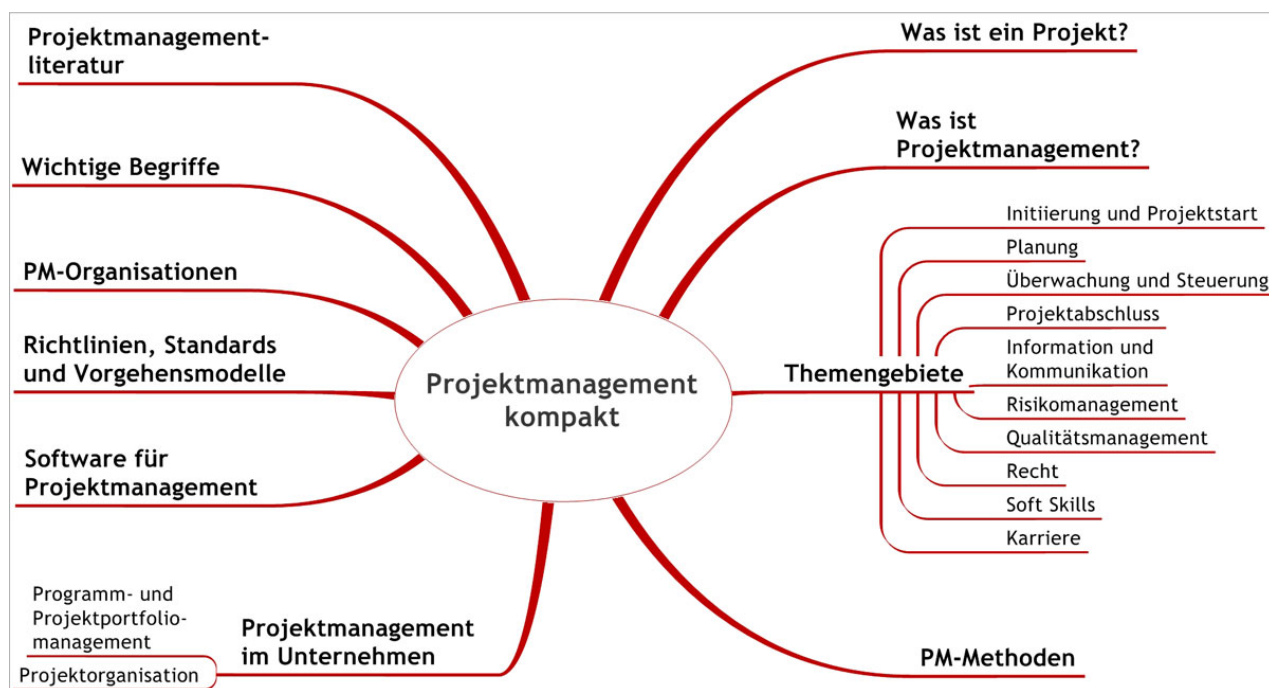 Projektmanagement-
literatur
Wichtige Begriffe
PM-Organisationen
Richtlinien, Standards
und Vorgehensmodelle
Software für
Projektmanagement
Programm- und
Projektportfolio-
management
Projektorganisation
Projektmanagement
im Unternehmen
Projektmanagement
kompakt
Was ist ein Projekt?
Was ist
Projektmanagement?
Themengebiete
Initiierung und Projektstart
Planung
Überwachung und Steuerung
Projektabschluss
Information und
Kommunikation
Risikomanagement
Qualitätsmanagement
Recht
Soft Skills
Karriere
PM-Methoden